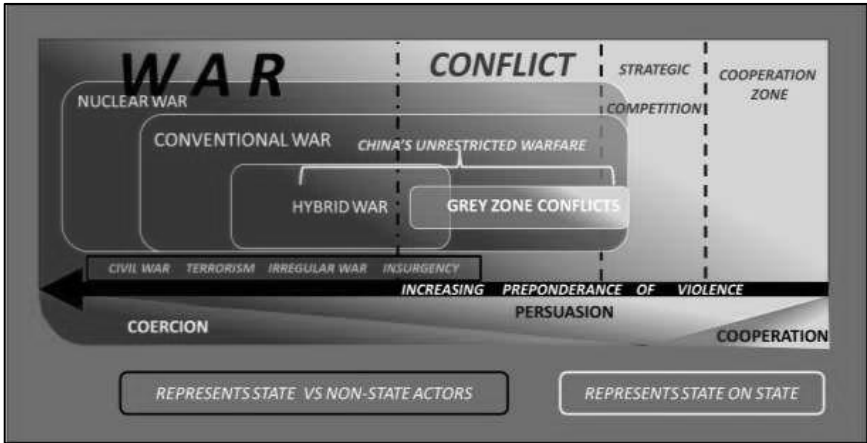 WAR
CONFLICT
STRATEGIC
COMPETITION
COOPERATION
ZONE
NUCLEAR WAR
CONVENTIONAL WAR
CHINA'S UNRESTRICTED WARFARE
HYBRID WAR
GREY ZONE CONFLICTS
CIVIL WAR TERRORISM IRREGULAR WAR INSURGENCY
INCREASING PREPONDERANCE OF VIOLENCE
COERCION
PERSUASION
COOPERATION
REPRESENTS STATE VS NON-STATE ACTORS
REPRESENTS STATE ON STATE